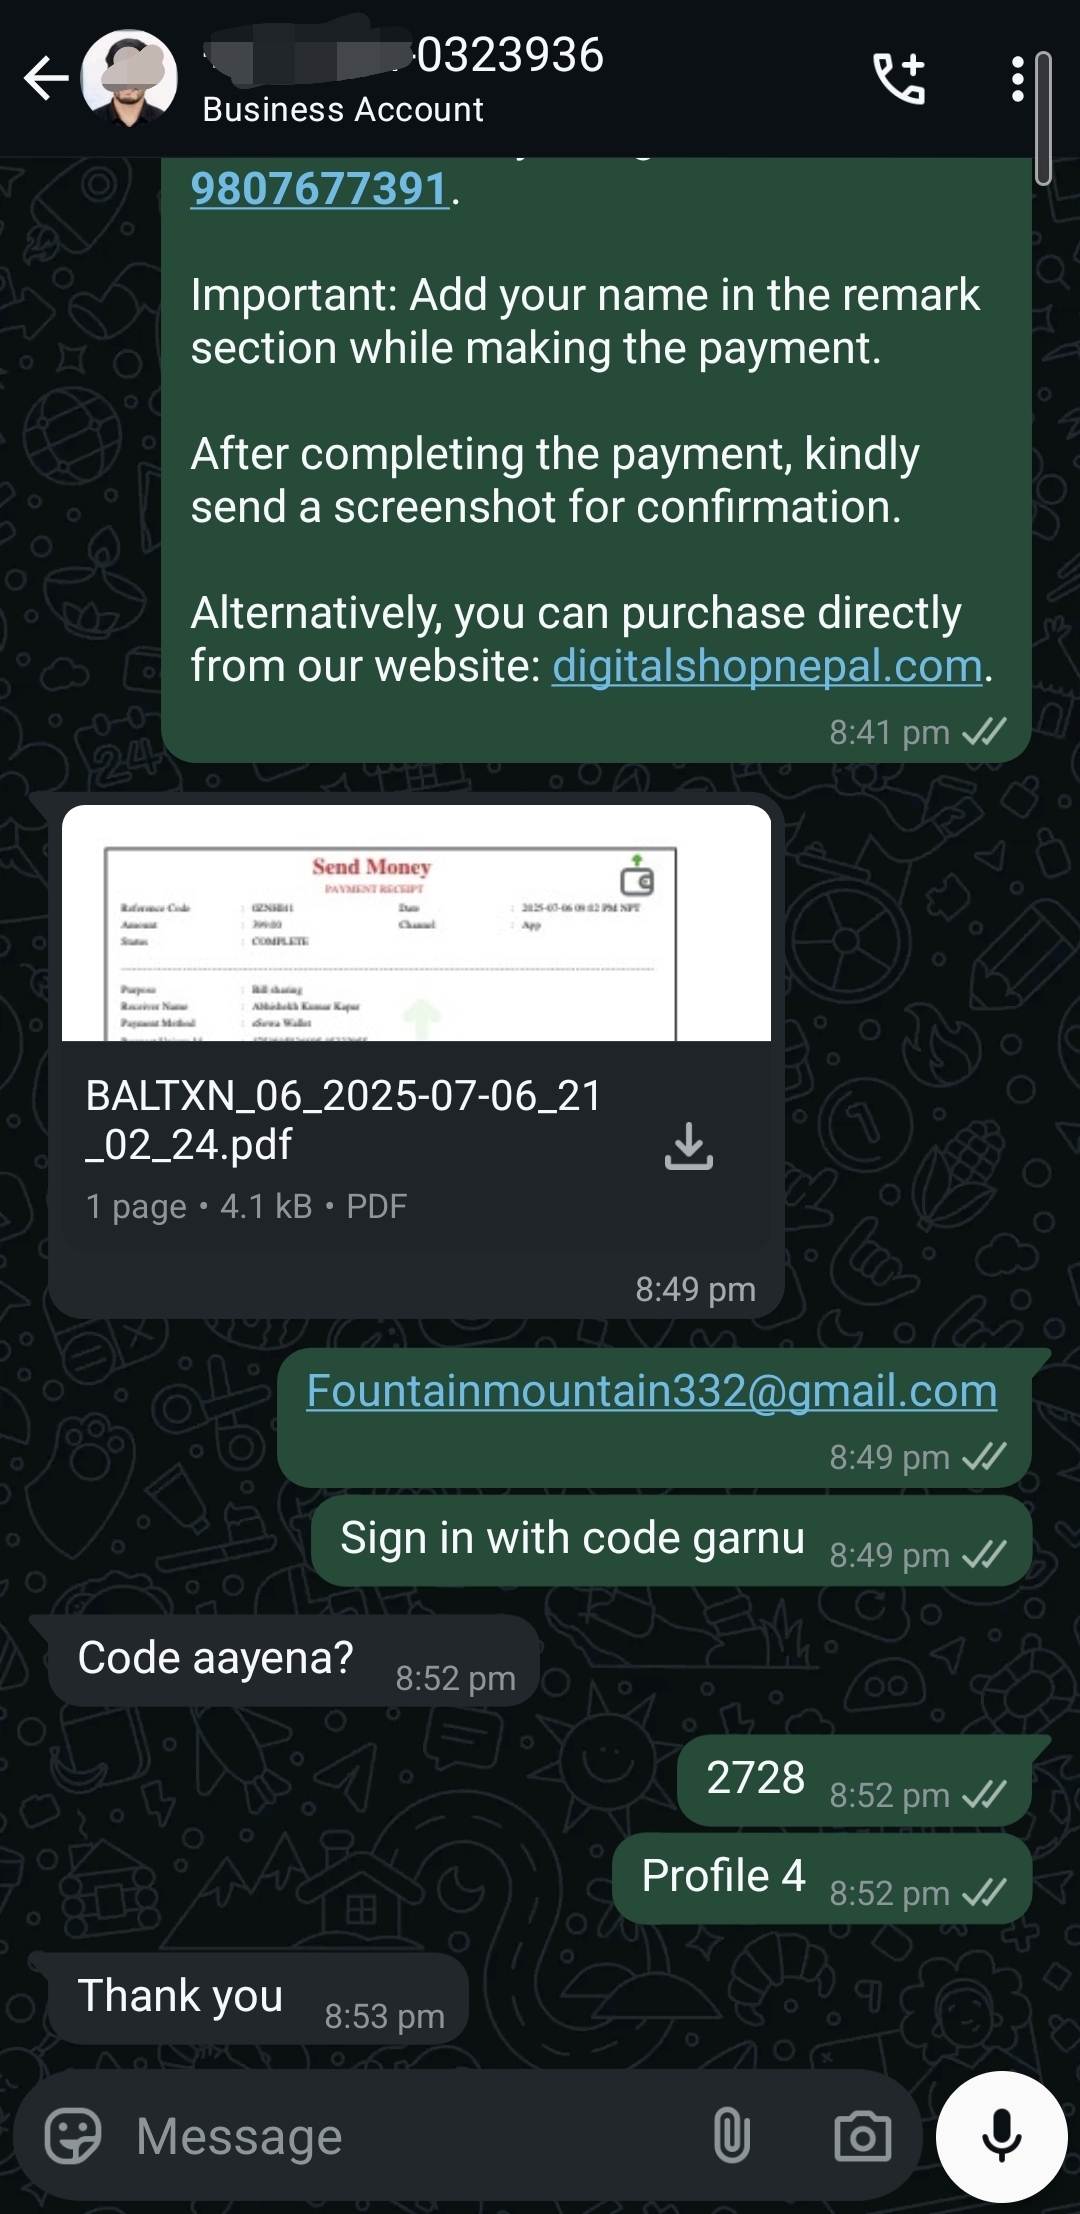 0323936
Business Account
9807677391.
Important: Add your name in the remark
section while making the payment.
After completing the payment, kindly
send a screenshot for confirmation.
Alternatively, you can purchase directly
from our website: digitalshopnepal.com.
8:41 pm
Send Money
PAYMENT RECEIPT
Reference Code : Date : 2025-07-06 09:02 PM NPT
Amount : 399.00 Channel : App
Status : COMPLETE
Purpose : Bill sharing
Receiver Name : Abhishekh Kumar Kapar
Payment Method : eSewa Wallet
BALTXN_06_2025-07-06_21
_02_24.pdf
1 page • 4.1 kB • PDF
8:49 pm
Fountainmountain332@gmail.com
8:49 pm
Sign in with code garnu 8:49 pm
Code aayena? 8:52 pm
2728 8:52 pm
Profile 4 8:52 pm
Thank you 8:53 pm
Message